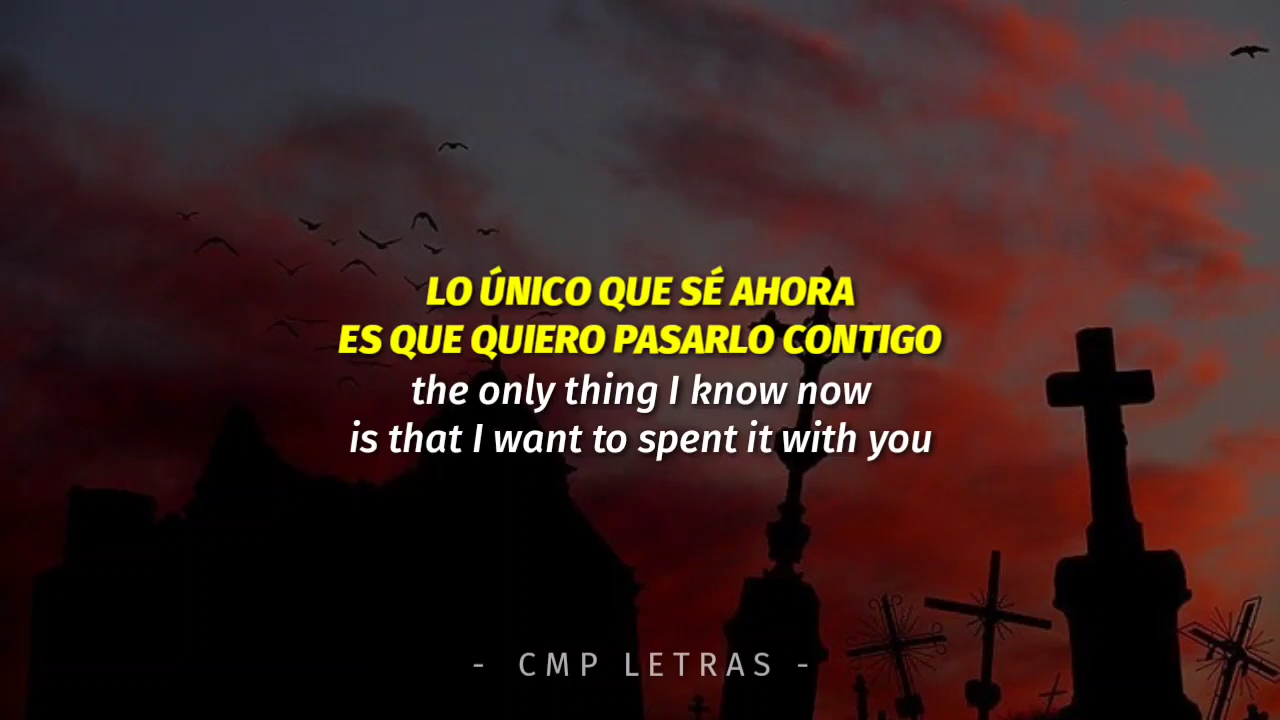 LO ÚNICO QUE SÉ AHORA
ES QUE QUIERO PASARLO CONTIGO
the only thing I know now
is that I want to spent it with you
- CMP LETRAS -